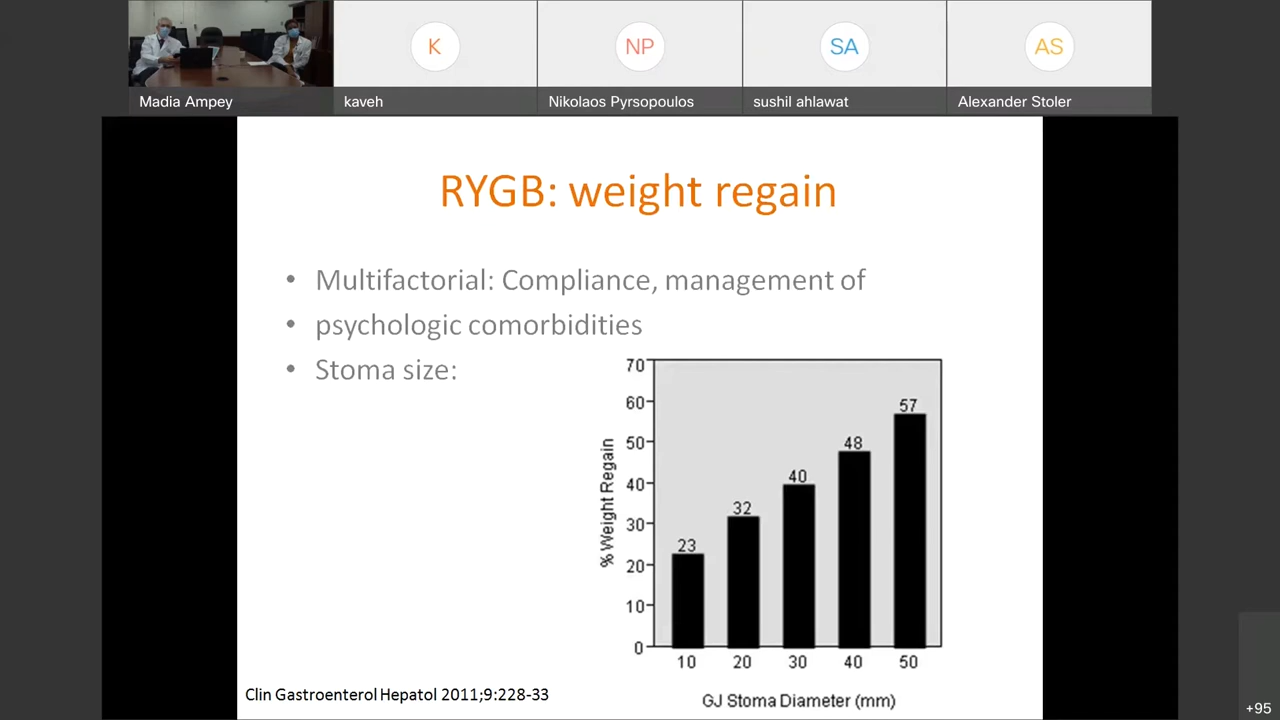 K
NP
SA
AS
Madia Ampey
kaveh
Nikolaos Pyrsopoulos
sushil ahlawat
Alexander Stoler
RYGB: weight regain
• Multifactorial: Compliance, management of
• psychologic comorbidities
• Stoma size:
% Weight Regain
70
60
50
40
30
20
10
0
23
32
40
48
57
10 20 30 40 50
GJ Stoma Diameter (mm)
Clin Gastroenterol Hepatol 2011;9:228-33
+95